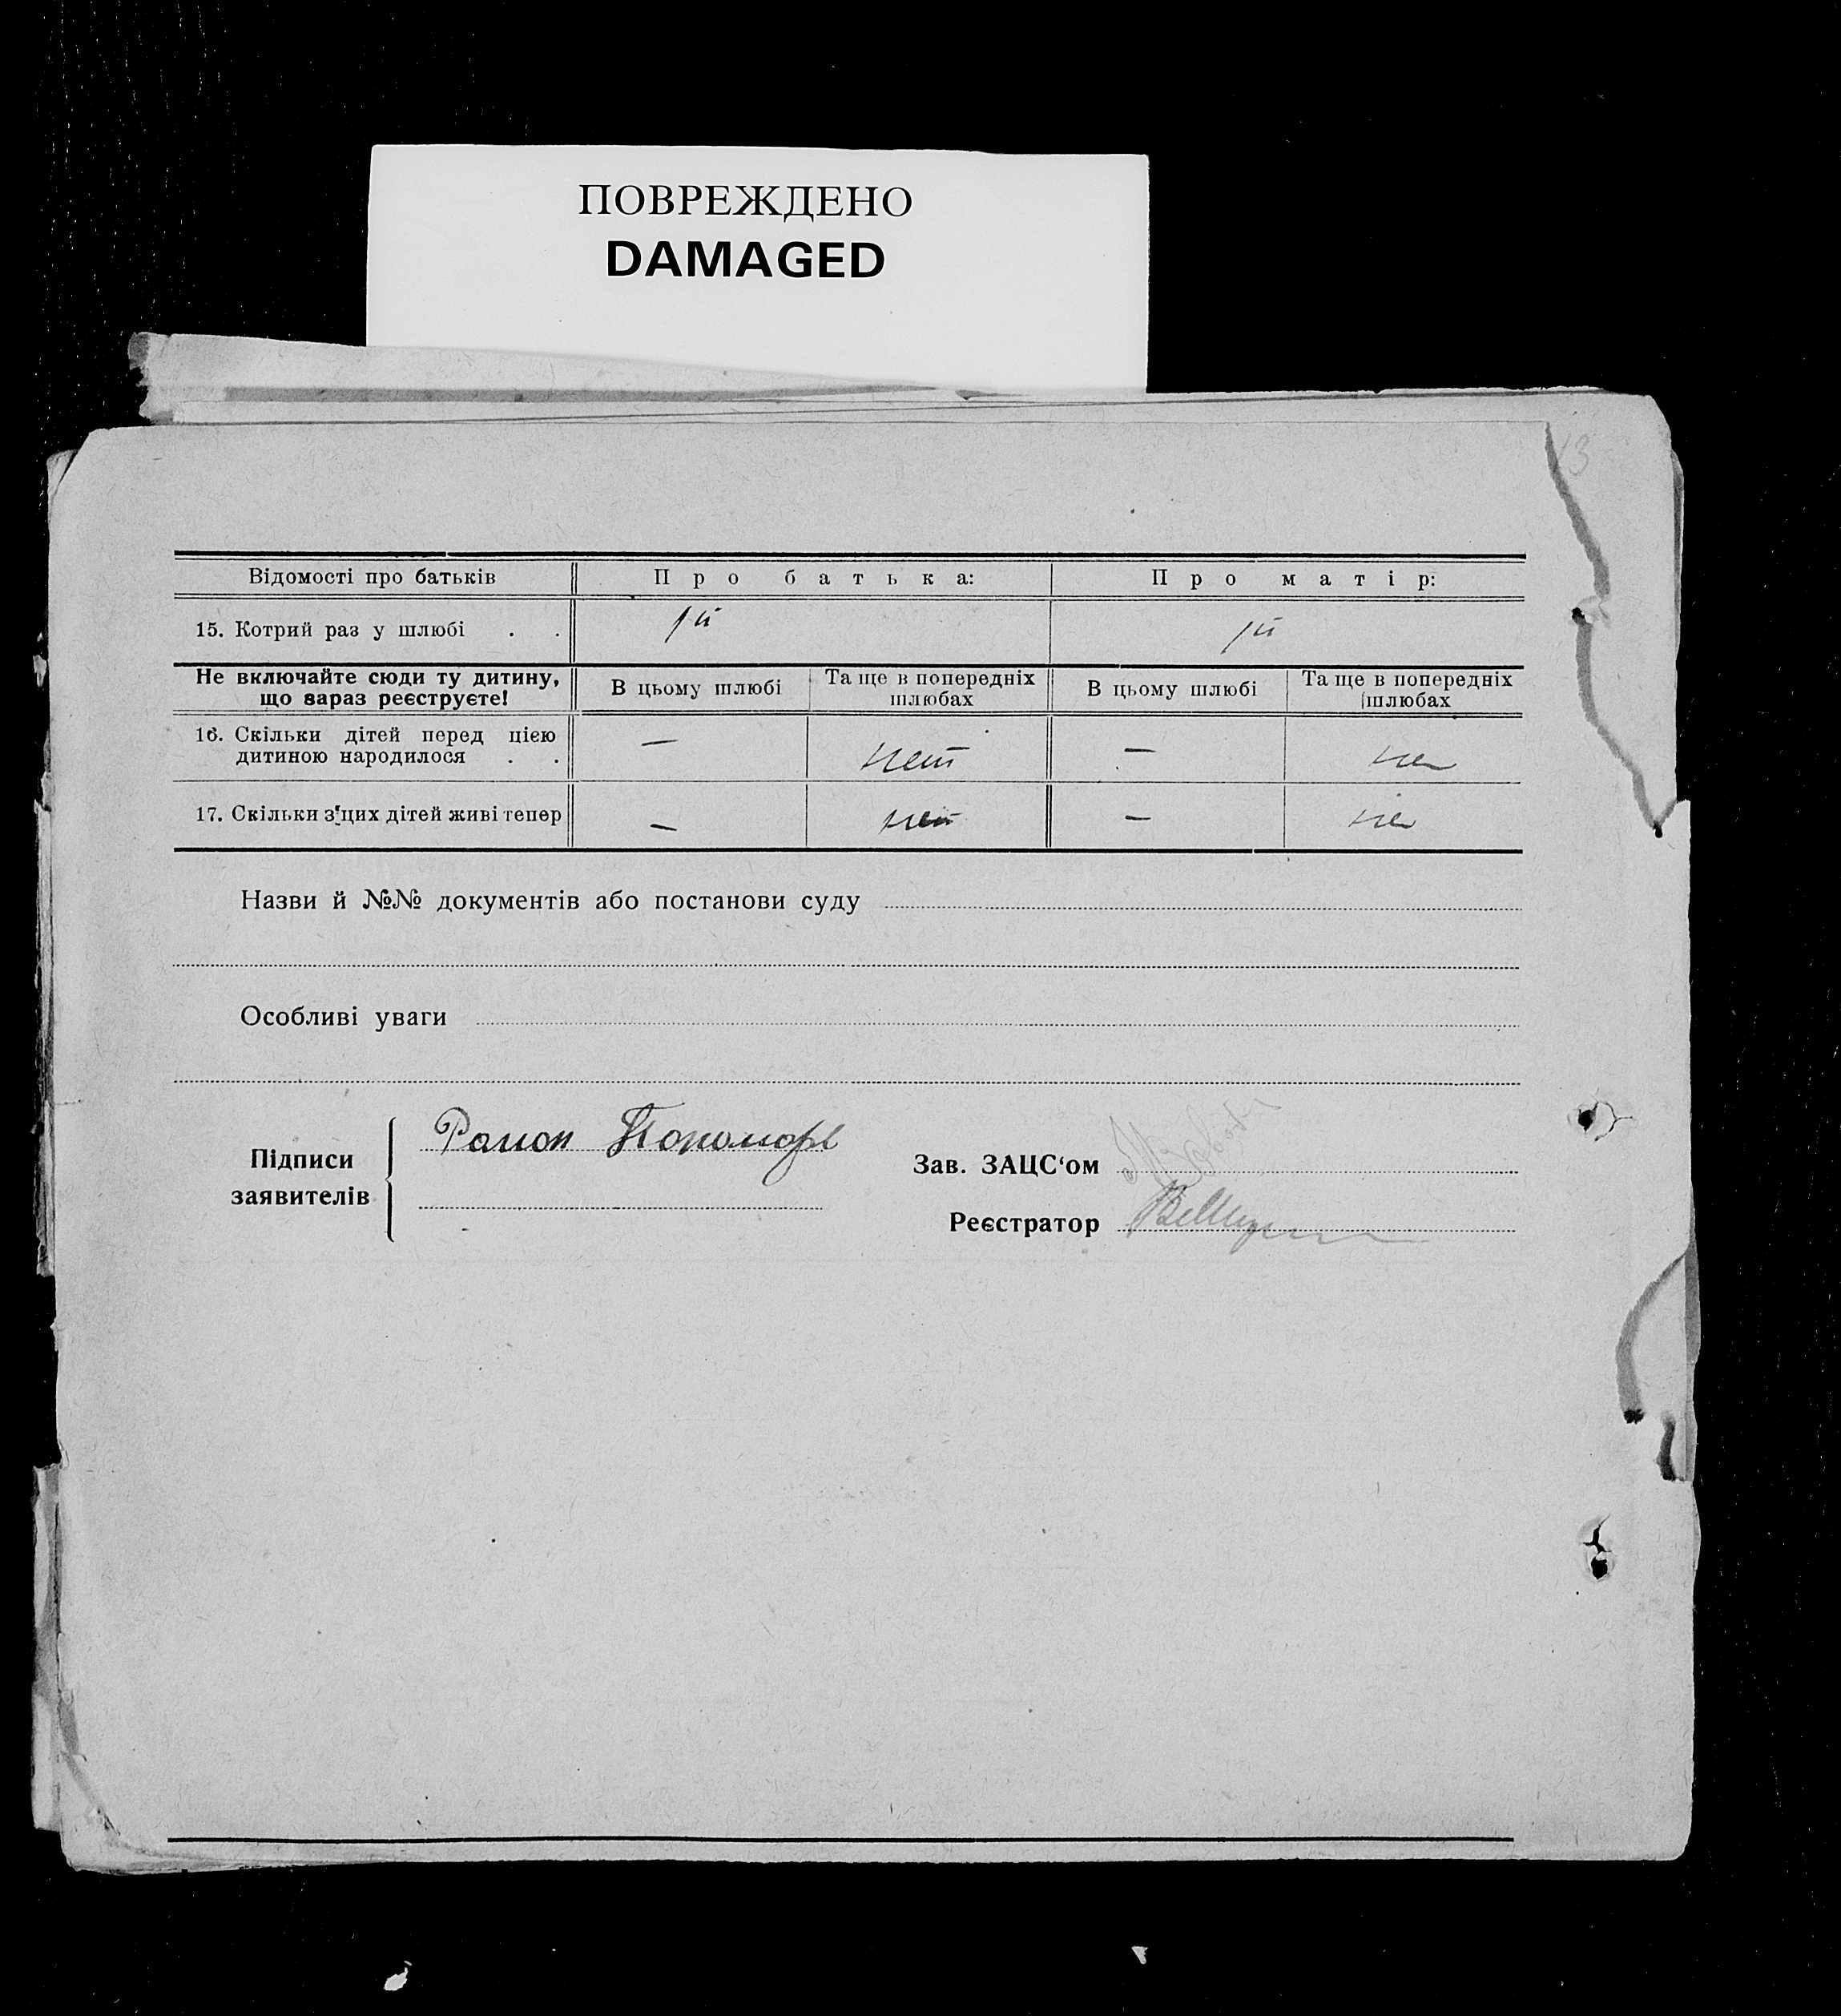 ПОВРЕЖДЕНО
DAMAGED
13
Відомості про батьків Про батька: Про матір:
15. Котрий раз у шлюбі . . 1й 1й
Не включайте сюди ту дитину, що зараз реєструєте! В цьому шлюбі Та ще в попередніх шлюбах В цьому шлюбі Та ще в попередніх шлюбах
16. Скільки дітей перед цією
дитиною народилося . . — нет — нет
17. Скільки з'цих дітей живі тепер — нет — нет
Назви й №№ документів або постанови суду
Особливі уваги
Підписи
заявителів
Зав. ЗАЦС‘ом
Реєстратор